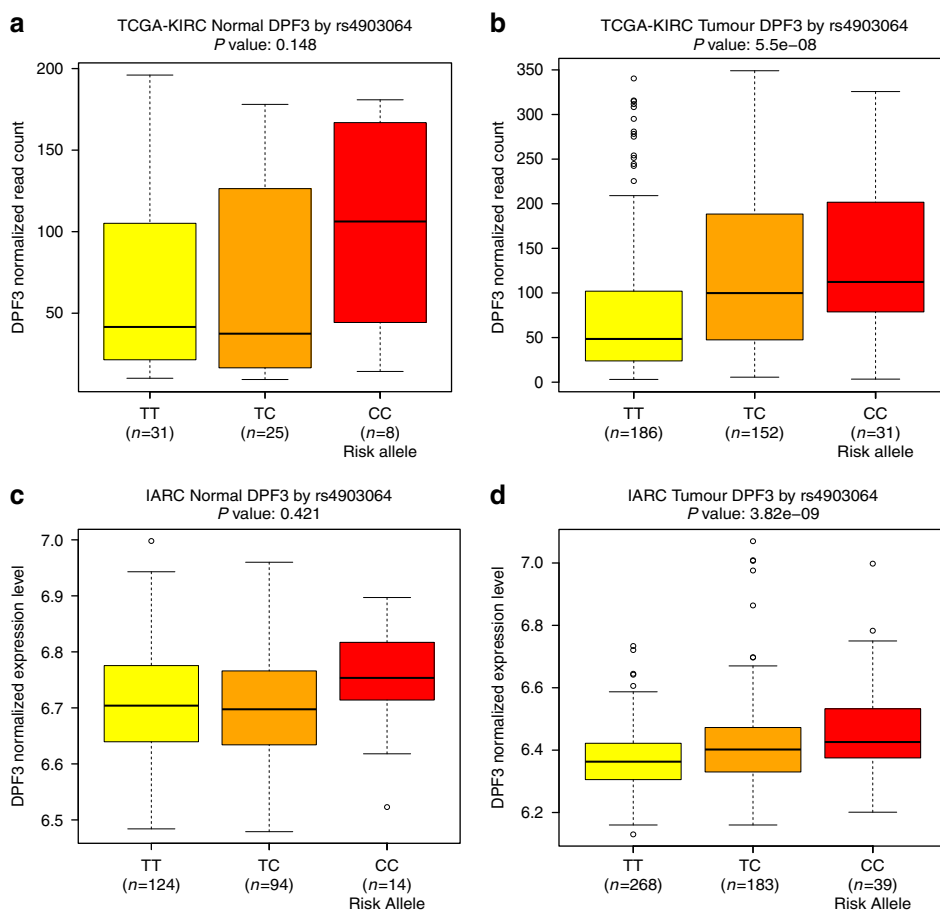 a
TCGA-KIRC Normal DPF3 by rs4903064
P value: 0.148
DPF3 normalized read count
200
150
100
50
TT
TC
CC
(n=31)
(n=25)
(n=8)
Risk allele
b
TCGA-KIRC Tumour DPF3 by rs4903064
P value: 5.5e−08
DPF3 normalized read count
350
300
250
200
150
100
50
0
TT
TC
CC
(n=186)
(n=152)
(n=31)
Risk allele
c
IARC Normal DPF3 by rs4903064
P value: 0.421
DPF3 normalized expression level
7.0
6.9
6.8
6.7
6.6
6.5
TT
TC
CC
(n=124)
(n=94)
(n=14)
Risk Allele
d
IARC Tumour DPF3 by rs4903064
P value: 3.82e−09
DPF3 normalized expression level
7.0
6.8
6.6
6.4
6.2
TT
TC
CC
(n=268)
(n=183)
(n=39)
Risk Allele